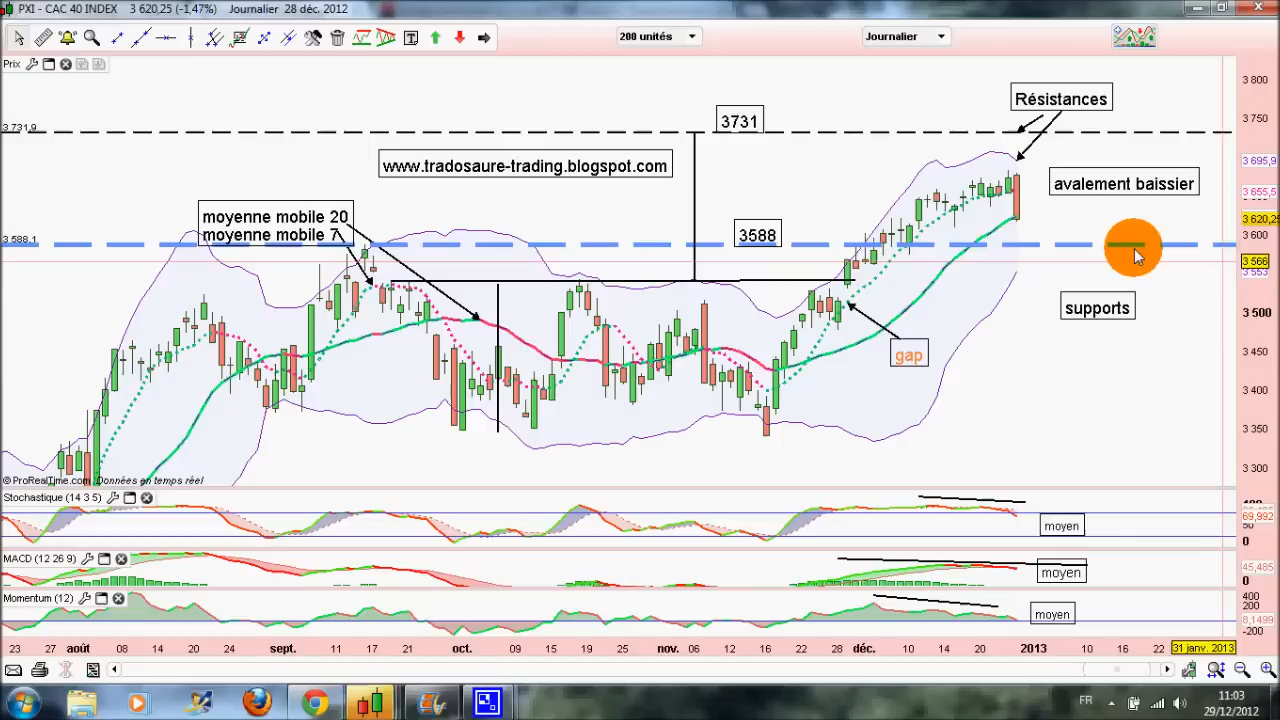 PXI - CAC 40 INDEX 3 620,25 (-1,47%) Journalier 28 déc. 2012
200 unités
Journalier
Prix
3 800
Résistances
3731
3 750
3 731,9
www.tradosaure-trading.blogspot.com
3 695,9
avalement baissier
3 655,5
moyenne mobile 20
moyenne mobile 7
3588
3 620,25
3 600
3 588,1
3 566
3 553
supports
3 500
gap
3 450
3 400
3 350
3 300
© ProRealTime.com Données en temps réel
Stochastique (14 3 5)
69,992
50
0
moyen
MACD (12 26 9)
45,485
0
moyen
Momentum (12)
400
200
8,1499
-200
moyen
23 27 août 08 14 20 24 sept. 07 12 17 21 oct. 09 15 19 25 nov. 06 12 16 22 28 déc. 10 14 20 2013 10 16 22 31 janv. 2013
FR
11:03
29/12/2012